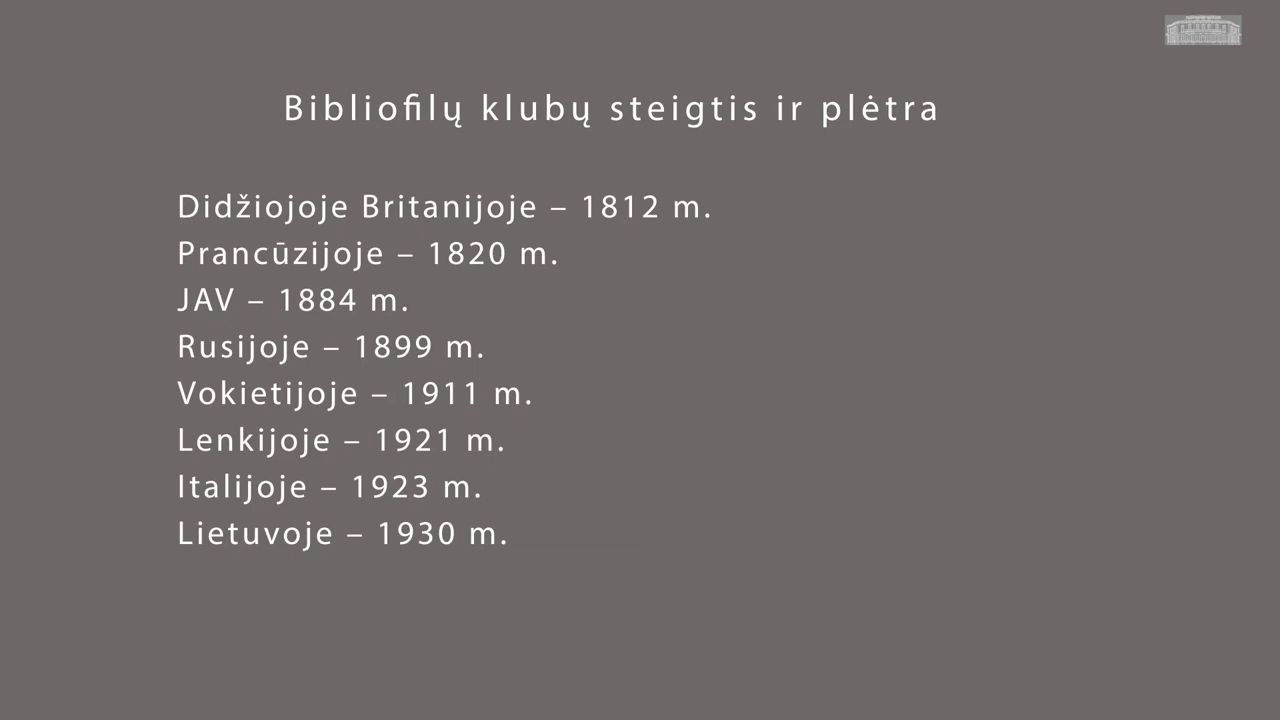 Bibliofilų klubų steigtis ir plėtra
Didžiojoje Britanijoje – 1812 m.
Prancūzijoje – 1820 m.
JAV – 1884 m.
Rusijoje – 1899 m.
Vokietijoje – 1911 m.
Lenkijoje – 1921 m.
Italijoje – 1923 m.
Lietuvoje – 1930 m.